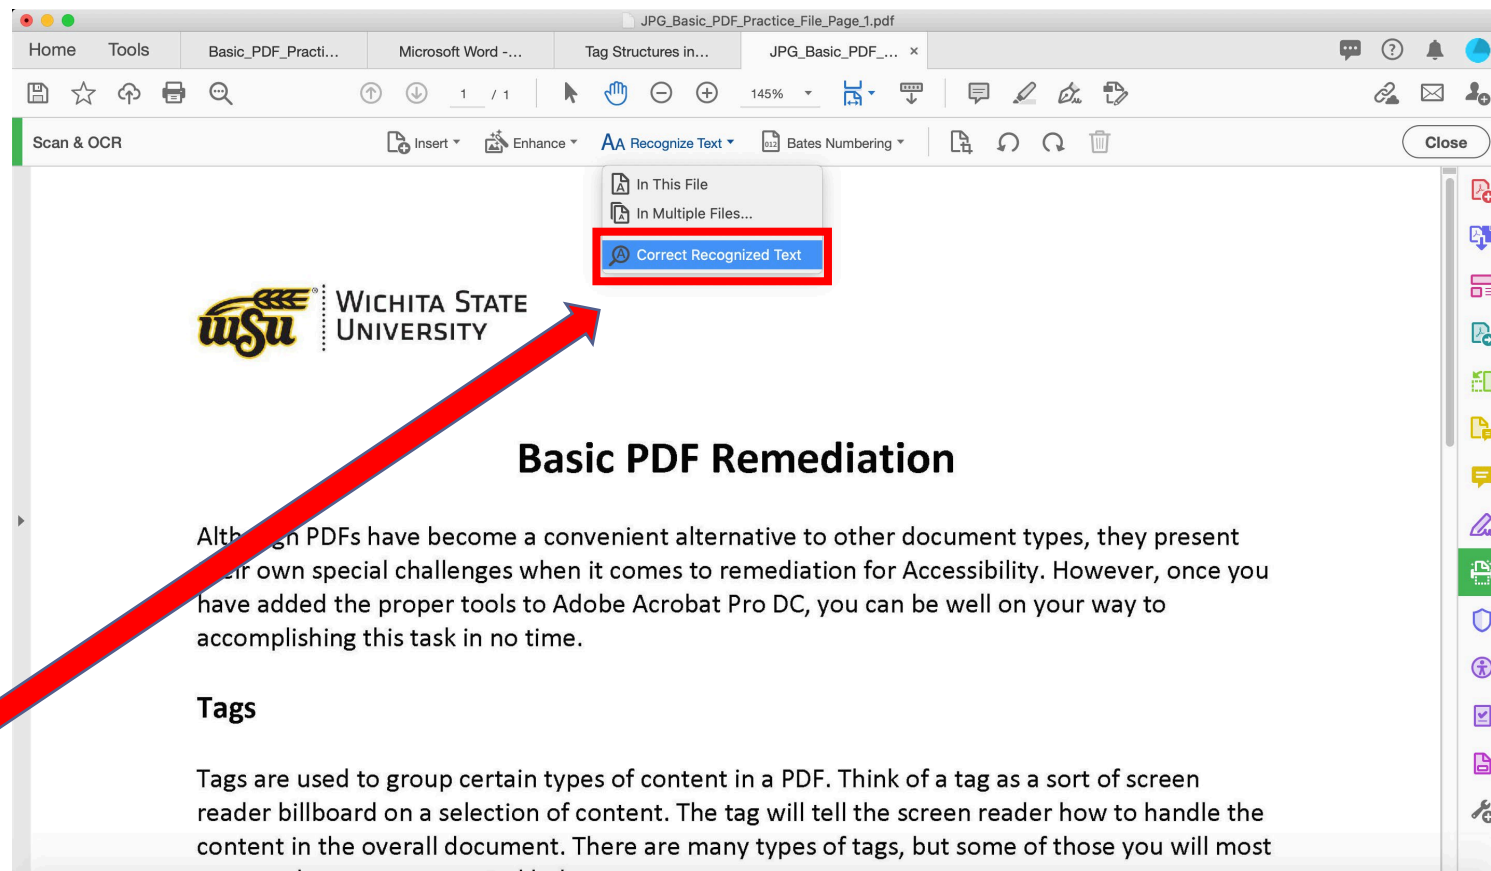 JPG_Basic_PDF_Practice_File_Page_1.pdf
Home Tools Basic_PDF_Practi... Microsoft Word -... Tag Structures in... JPG_Basic_PDF_... ×
1 / 1 145%
Scan & OCR Insert Enhance AA Recognize Text 012 Bates Numbering Close
In This File
In Multiple Files...
Correct Recognized Text
WICHITA STATE
UNIVERSITY
wsu
Basic PDF Remediation
Although PDFs have become a convenient alternative to other document types, they present
their own special challenges when it comes to remediation for Accessibility. However, once you
have added the proper tools to Adobe Acrobat Pro DC, you can be well on your way to
accomplishing this task in no time.
Tags
Tags are used to group certain types of content in a PDF. Think of a tag as a sort of screen
reader billboard on a selection of content. The tag will tell the screen reader how to handle the
content in the overall document. There are many types of tags, but some of those you will most